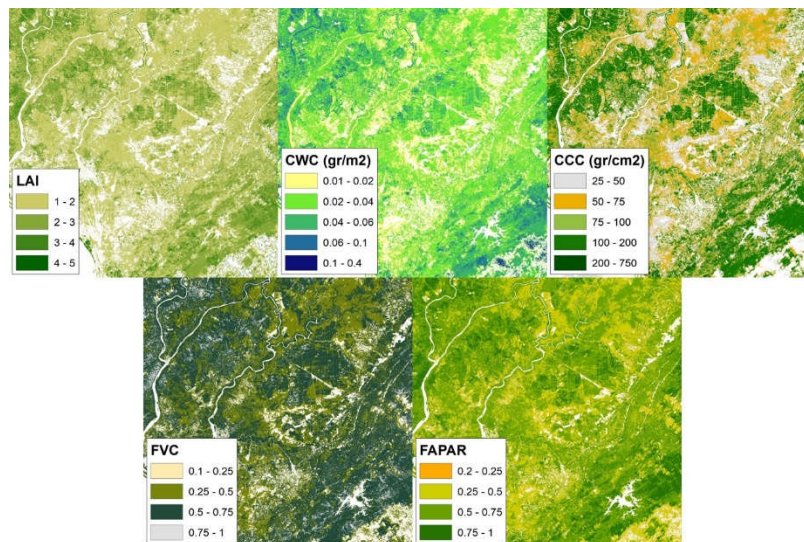 LAI
1 - 2
2 - 3
3 - 4
4 - 5
CWC (gr/m2)
0.01 - 0.02
0.02 - 0.04
0.04 - 0.06
0.06 - 0.1
0.1 - 0.4
CCC (gr/cm2)
25 - 50
50 - 75
75 - 100
100 - 200
200 - 750
FVC
0.1 - 0.25
0.25 - 0.5
0.5 - 0.75
0.75 - 1
FAPAR
0.2 - 0.25
0.25 - 0.5
0.5 - 0.75
0.75 - 1